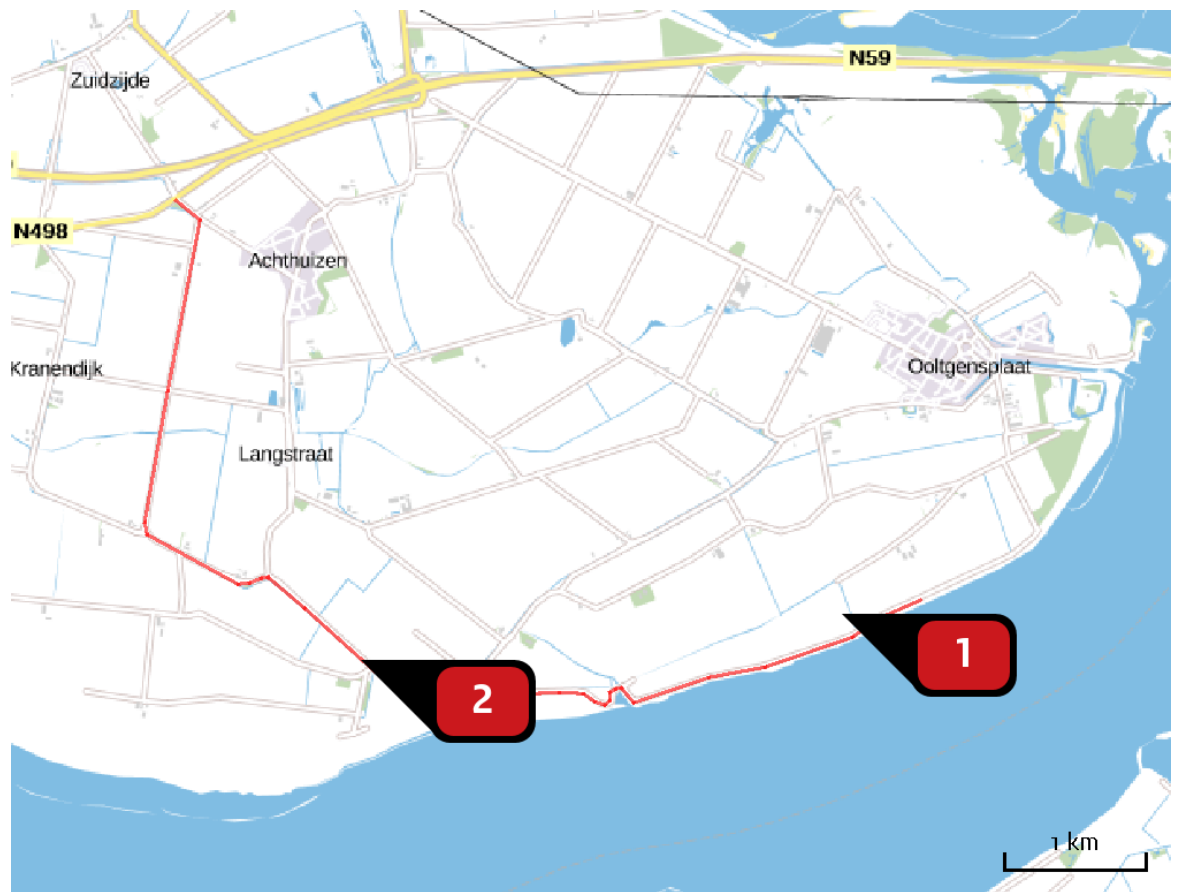 N59
Zuidzijde
N498
Achthuizen
Kranendijk
Ooltgensplaat
Langstraat
1
2
1 km